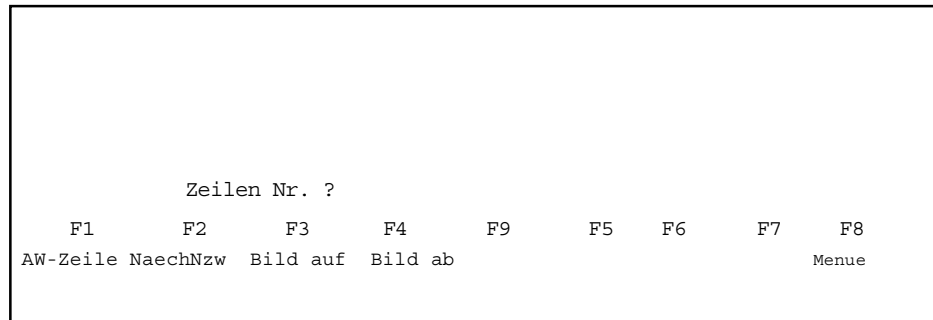 Zeilen Nr. ?
F1 F2 F3 F4 F9 F5 F6 F7 F8
AW-Zeile NaechNzw Bild auf Bild ab Menue